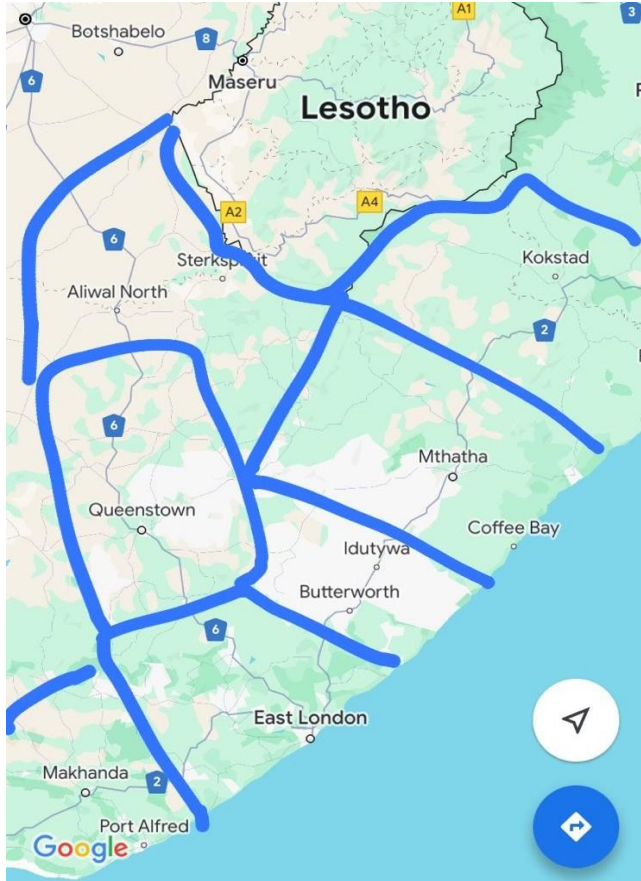 A1
3
Botshabelo
8
6
Maseru
Lesotho
A4
A2
6
Kokstad
Aliwal North
2
6
Mthatha
Queenstown
Coffee Bay
Idutywa
Butterworth
6
East London
Makhanda
2
Port Alfred
Google